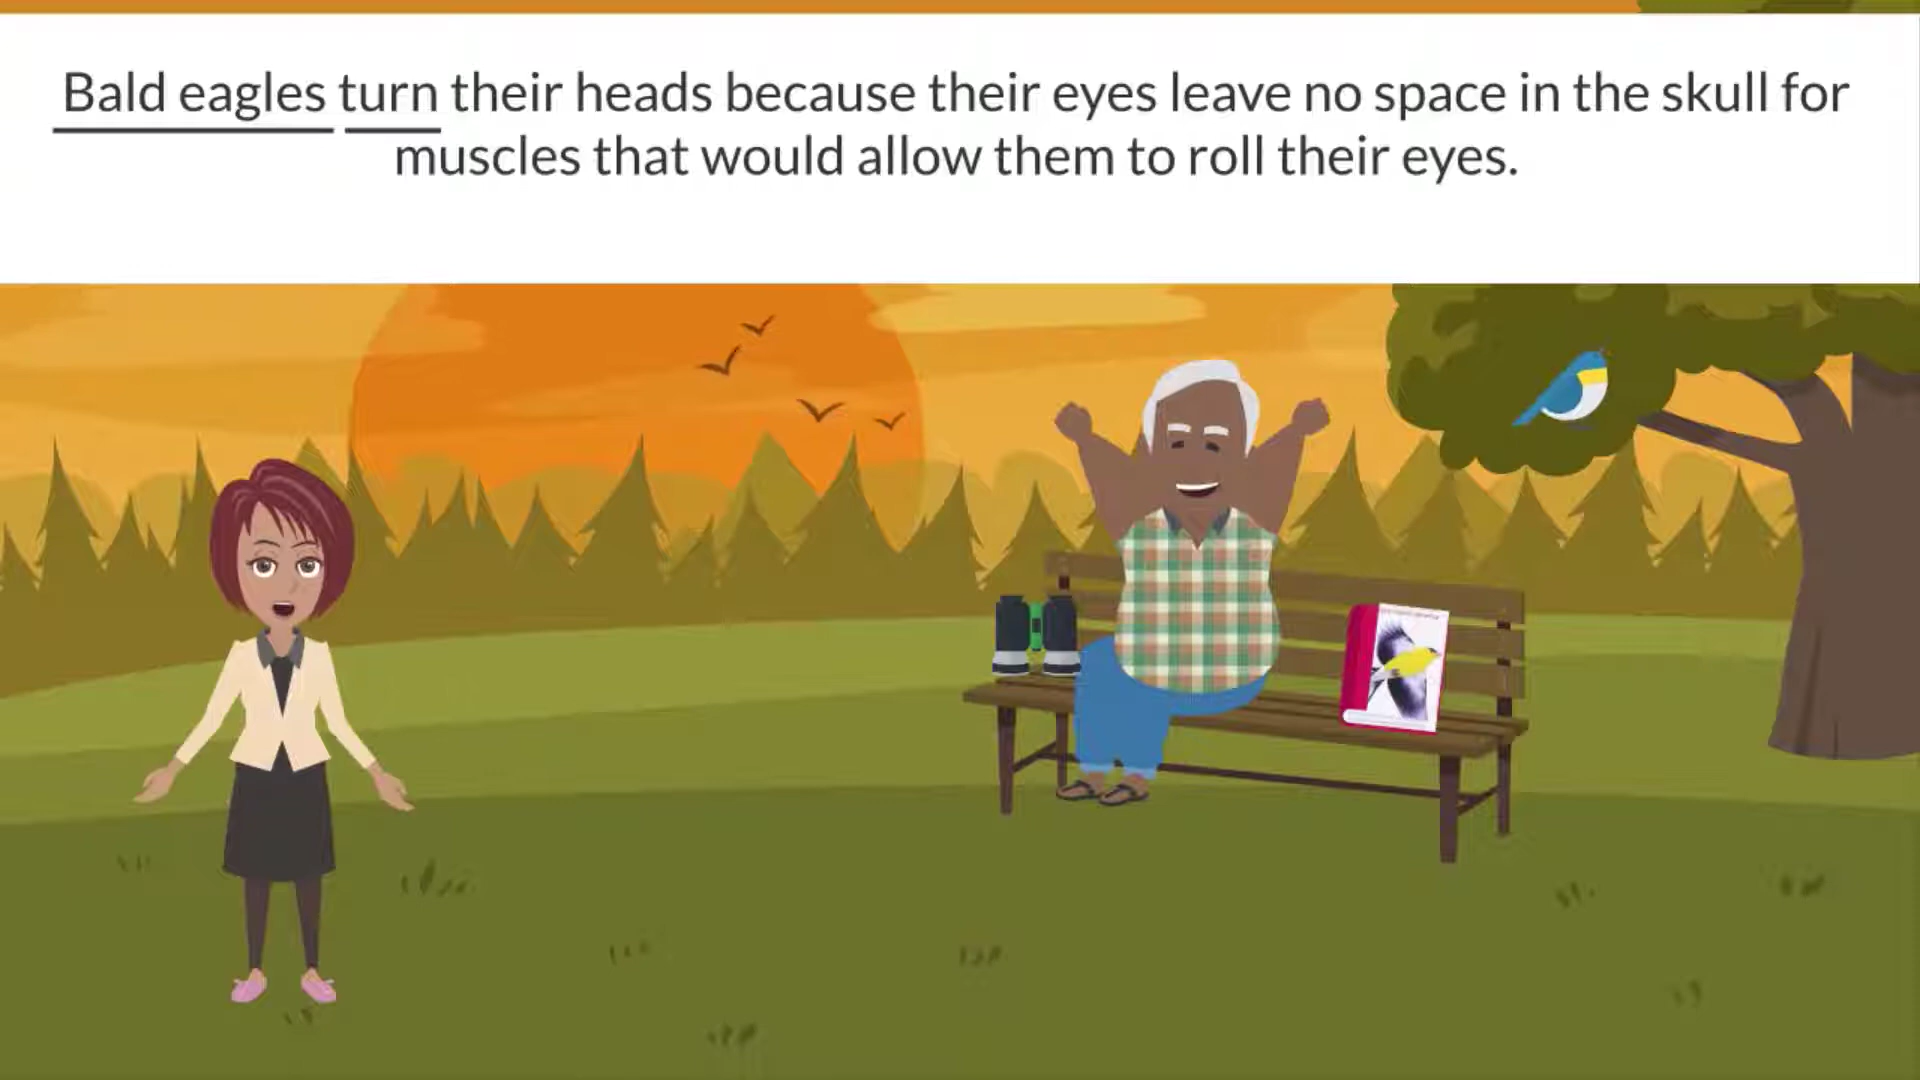 Bald eagles turn their heads because their eyes leave no space in the skull for
muscles that would allow them to roll their eyes.